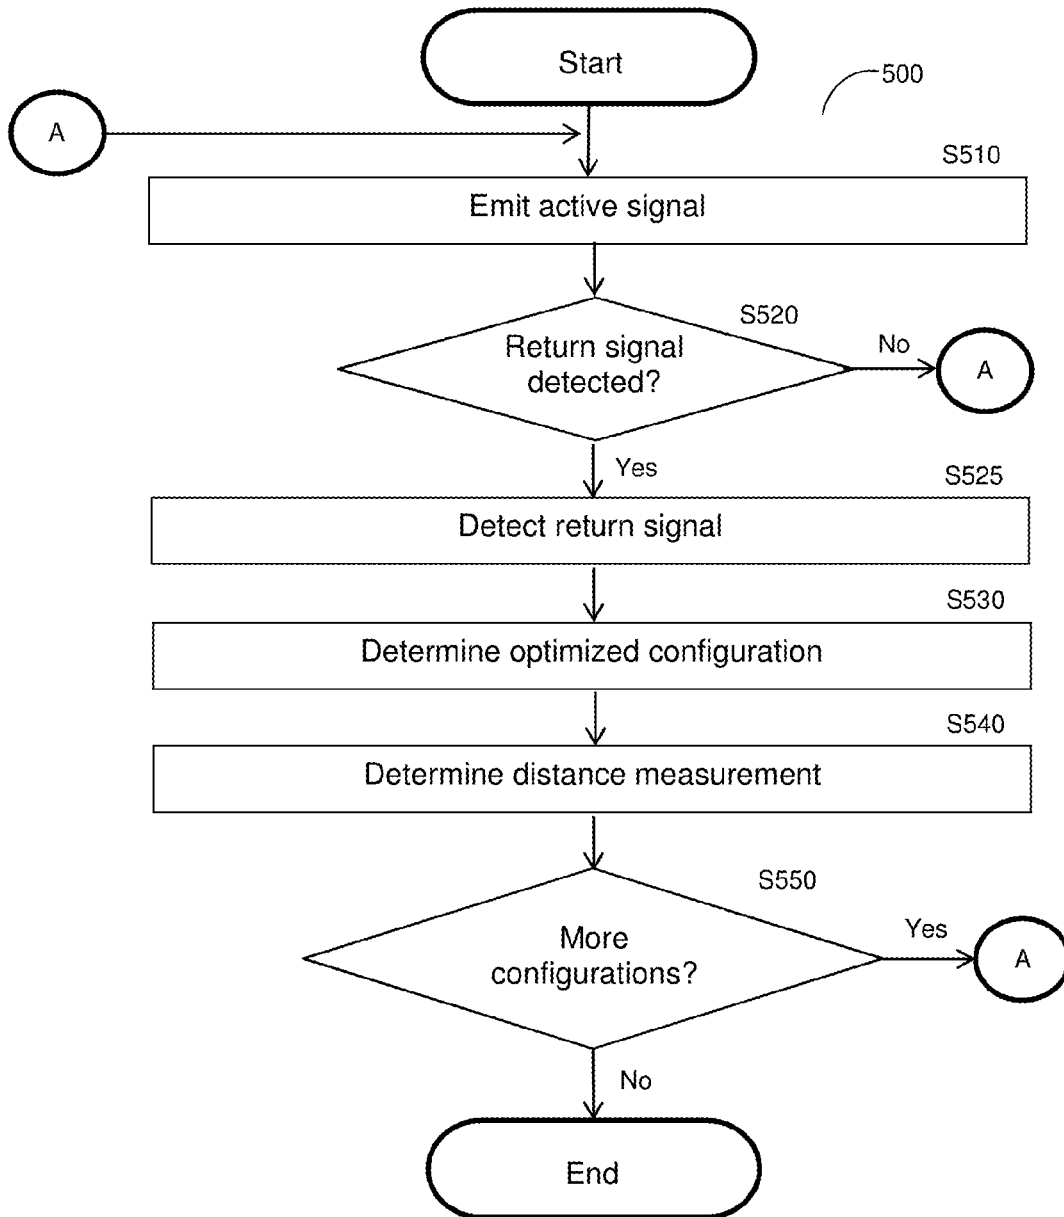 Start
500
A
S510
Emit active signal
S520
Return signal
detected?
No
A
Yes
S525
Detect return signal
S530
Determine optimized configuration
S540
Determine distance measurement
S550
More
configurations?
Yes
A
No
End